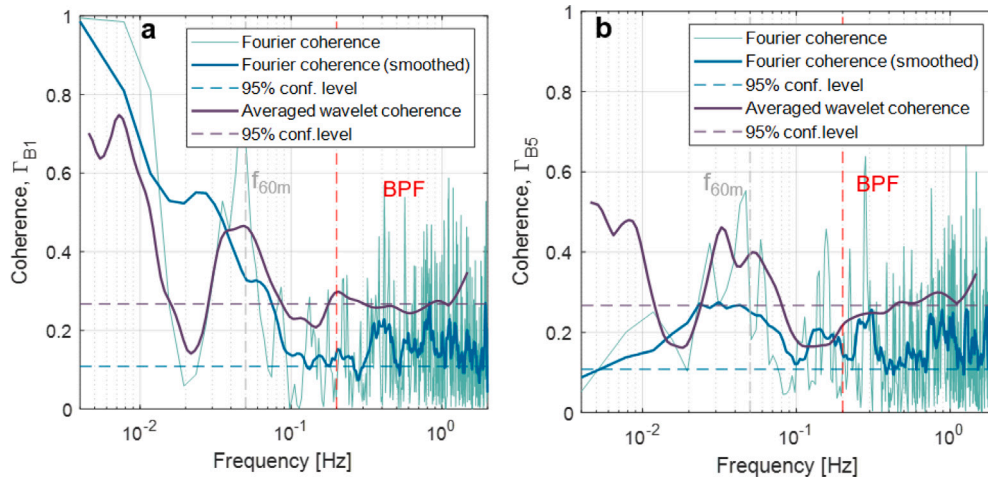 a
Fourier coherence
Fourier coherence (smoothed)
95% conf. level
Averaged wavelet coherence
95% conf.level
f60m
BPF
Coherence, ΓB1
1
0.8
0.6
0.4
0.2
0
10-2
10-1
100
Frequency [Hz]
b
Fourier coherence
Fourier coherence (smoothed)
95% conf. level
Averaged wavelet coherence
95% conf. level
f60m
BPF
Coherence, ΓB5
1
0.8
0.6
0.4
0.2
0
10-2
10-1
100
Frequency [Hz]